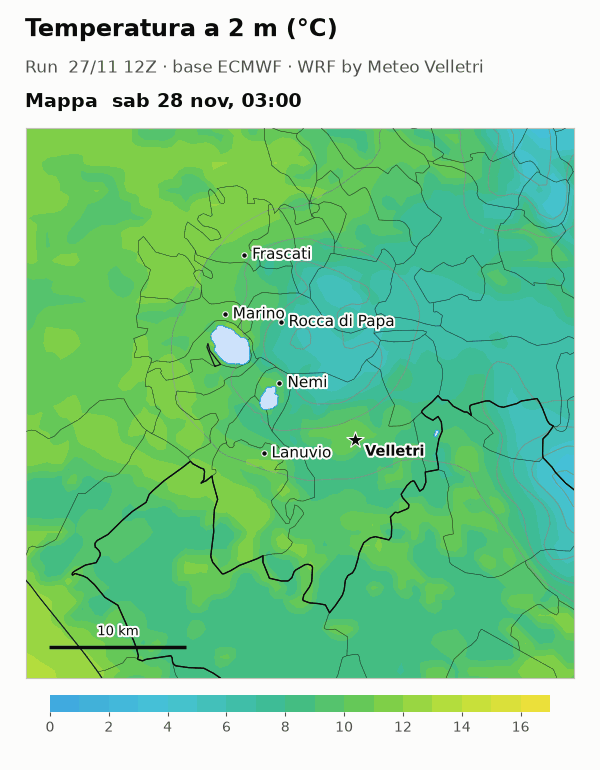 Temperatura a 2 m (°C)
Run  27/11 12Z · base ECMWF · WRF by Meteo Velletri
Mappa  sab 28 nov, 03:00
Frascati
Marino
Rocca di Papa
Nemi
Velletri
Lanuvio
10 km
0 2 4 6 8 10 12 14 16